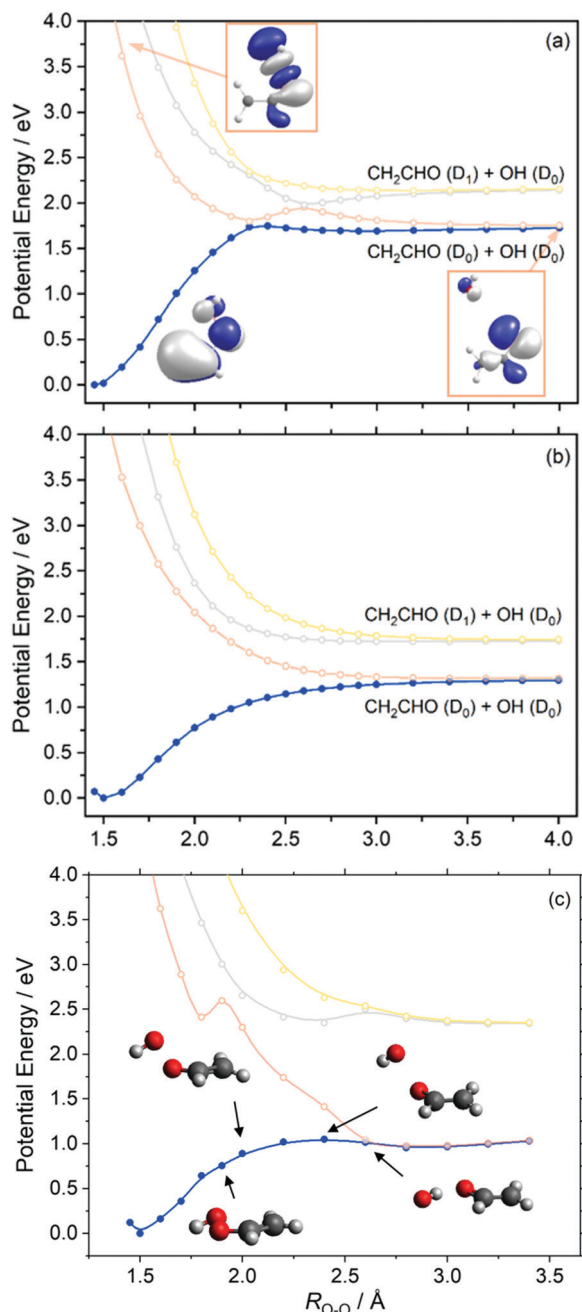 (a)
4.0
3.5
3.0
2.5
2.0
1.5
1.0
0.5
0.0
Potential Energy / eV
CH₂CHO (D₁) + OH (D₀)
CH₂CHO (D₀) + OH (D₀)
(b)
4.0
3.5
3.0
2.5
2.0
1.5
1.0
0.5
0.0
Potential Energy / eV
CH₂CHO (D₁) + OH (D₀)
CH₂CHO (D₀) + OH (D₀)
1.5 2.0 2.5 3.0 3.5 4.0
(c)
4.0
3.5
3.0
2.5
2.0
1.5
1.0
0.5
0.0
Potential Energy / eV
1.5 2.0 2.5 3.0 3.5
R_O-O / Å